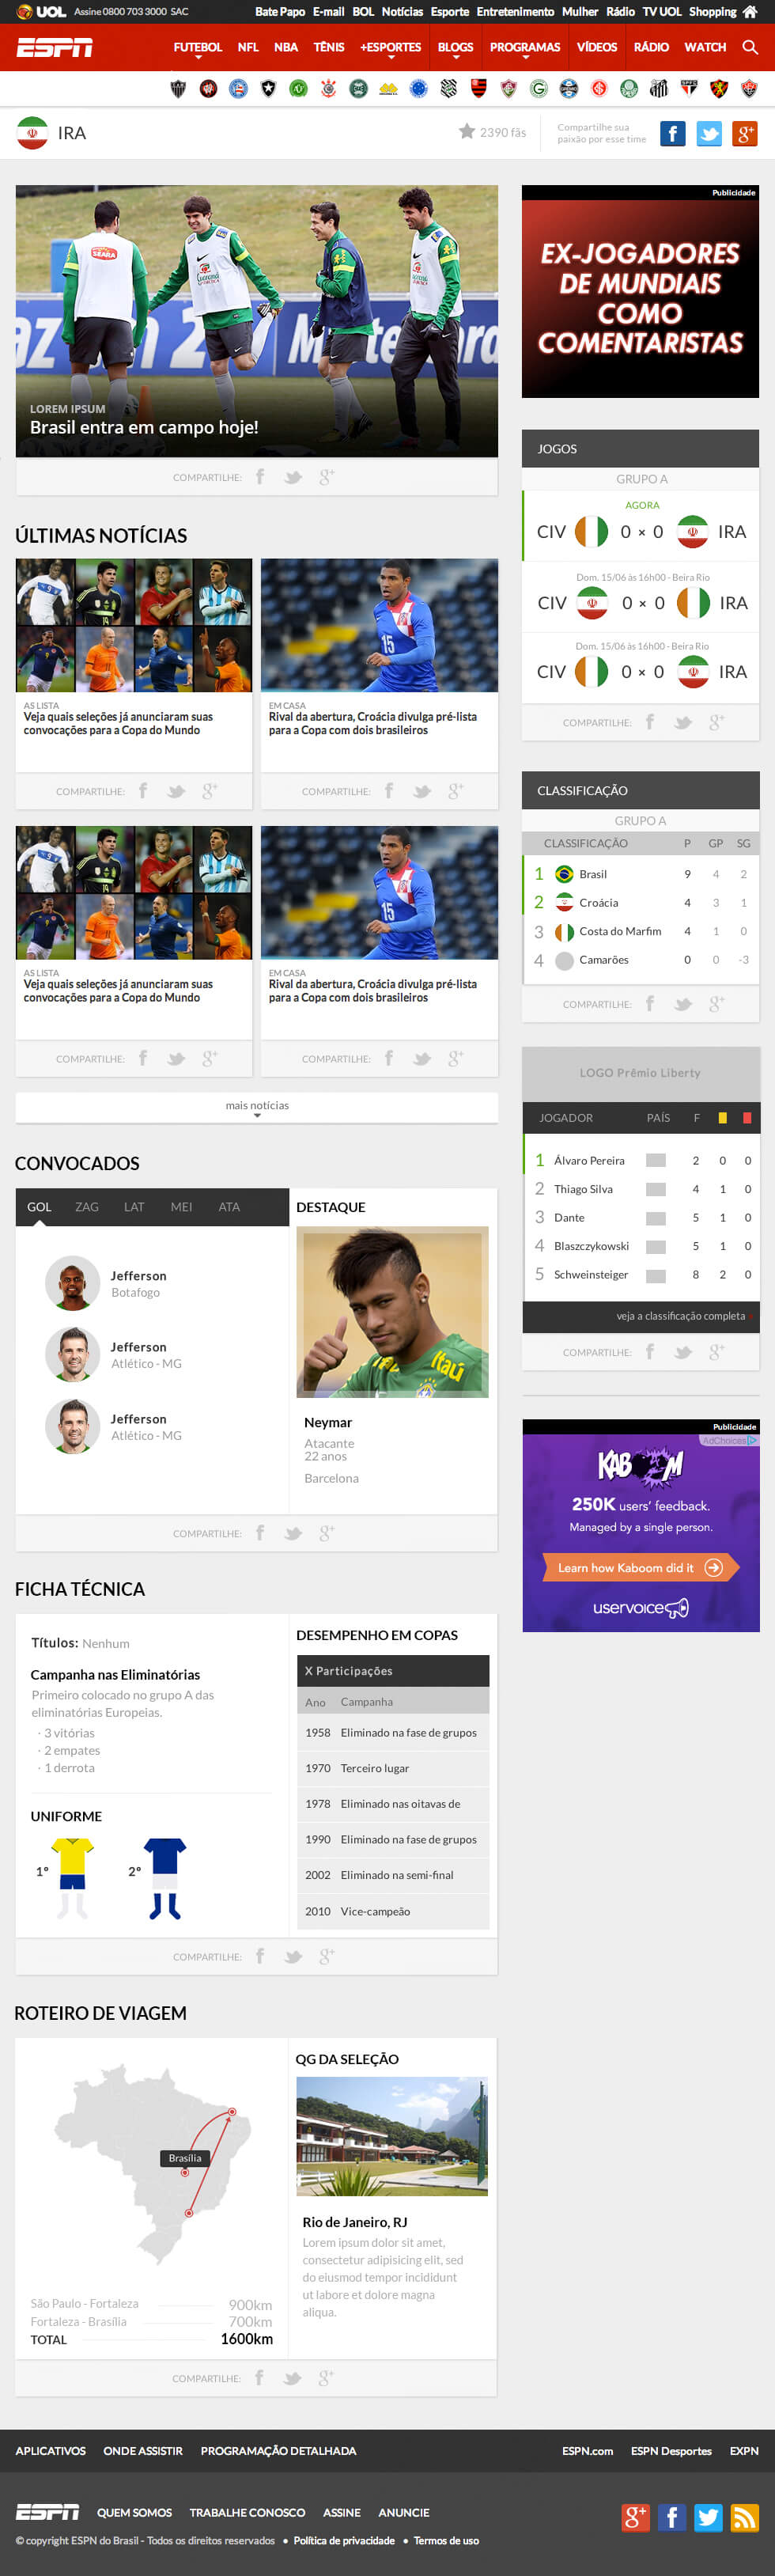 UOL Assine 0800 703 3000 SAC
Bate Papo E-mail BOL Notícias Esporte Entretenimento Mulher Rádio TV UOL Shopping
ESPN FUTEBOL NFL NBA TÊNIS +ESPORTES BLOGS PROGRAMAS VÍDEOS RÁDIO WATCH
IRA
2390 fãs
Compartilhe sua
paixão por esse time
LOREM IPSUM
Brasil entra em campo hoje!
COMPARTILHE:
ÚLTIMAS NOTÍCIAS
AS LISTA
Veja quais seleções já anunciaram suas
convocações para a Copa do Mundo
COMPARTILHE:
EM CASA
Rival da abertura, Croácia divulga pré-lista
para a Copa com dois brasileiros
COMPARTILHE:
AS LISTA
Veja quais seleções já anunciaram suas
convocações para a Copa do Mundo
COMPARTILHE:
EM CASA
Rival da abertura, Croácia divulga pré-lista
para a Copa com dois brasileiros
COMPARTILHE:
mais notícias
CONVOCADOS
GOL ZAG LAT MEI ATA
Jefferson
Botafogo
Jefferson
Atlético - MG
Jefferson
Atlético - MG
DESTAQUE
Neymar
Atacante
22 anos
Barcelona
COMPARTILHE:
FICHA TÉCNICA
Títulos: Nenhum
Campanha nas Eliminatórias
Primeiro colocado no grupo A das
eliminatórias Europeias.
· 3 vitórias
· 2 empates
· 1 derrota
UNIFORME
1º 2º
DESEMPENHO EM COPAS
X Participações
Ano Campanha
1958 Eliminado na fase de grupos
1970 Terceiro lugar
1978 Eliminado nas oitavas de
1990 Eliminado na fase de grupos
2002 Eliminado na semi-final
2010 Vice-campeão
COMPARTILHE:
ROTEIRO DE VIAGEM
Brasília
São Paulo - Fortaleza 900km
Fortaleza - Brasília 700km
TOTAL 1600km
QG DA SELEÇÃO
Rio de Janeiro, RJ
Lorem ipsum dolor sit amet,
consectetur adipisicing elit, sed
do eiusmod tempor incididunt
ut labore et dolore magna
aliqua.
COMPARTILHE:
Publicidade
EX-JOGADORES
DE MUNDIAIS
COMO
COMENTARISTAS
JOGOS
GRUPO A
AGORA
CIV 0 × 0 IRA
Dom. 15/06 às 16h00 - Beira Rio
CIV 0 × 0 IRA
Dom. 15/06 às 16h00 - Beira Rio
CIV 0 × 0 IRA
COMPARTILHE:
CLASSIFICAÇÃO
GRUPO A
CLASSIFICAÇÃO P GP SG
1 Brasil 9 4 2
2 Croácia 4 3 1
3 Costa do Marfim 4 1 0
4 Camarões 0 0 -3
COMPARTILHE:
LOGO Prêmio Liberty
JOGADOR PAÍS F
1 Álvaro Pereira 2 0 0
2 Thiago Silva 4 1 0
3 Dante 5 1 0
4 Blaszczykowski 5 1 0
5 Schweinsteiger 8 2 0
veja a classificação completa
COMPARTILHE:
Publicidade
AdChoices
KABOOM
250K users' feedback.
Managed by a single person.
Learn how Kaboom did it
uservoice
APLICATIVOS ONDE ASSISTIR PROGRAMAÇÃO DETALHADA
ESPN.com ESPN Desportes EXPN
ESPN QUEM SOMOS TRABALHE CONOSCO ASSINE ANUNCIE
© copyright ESPN do Brasil - Todos os direitos reservados • Política de privacidade • Termos de uso